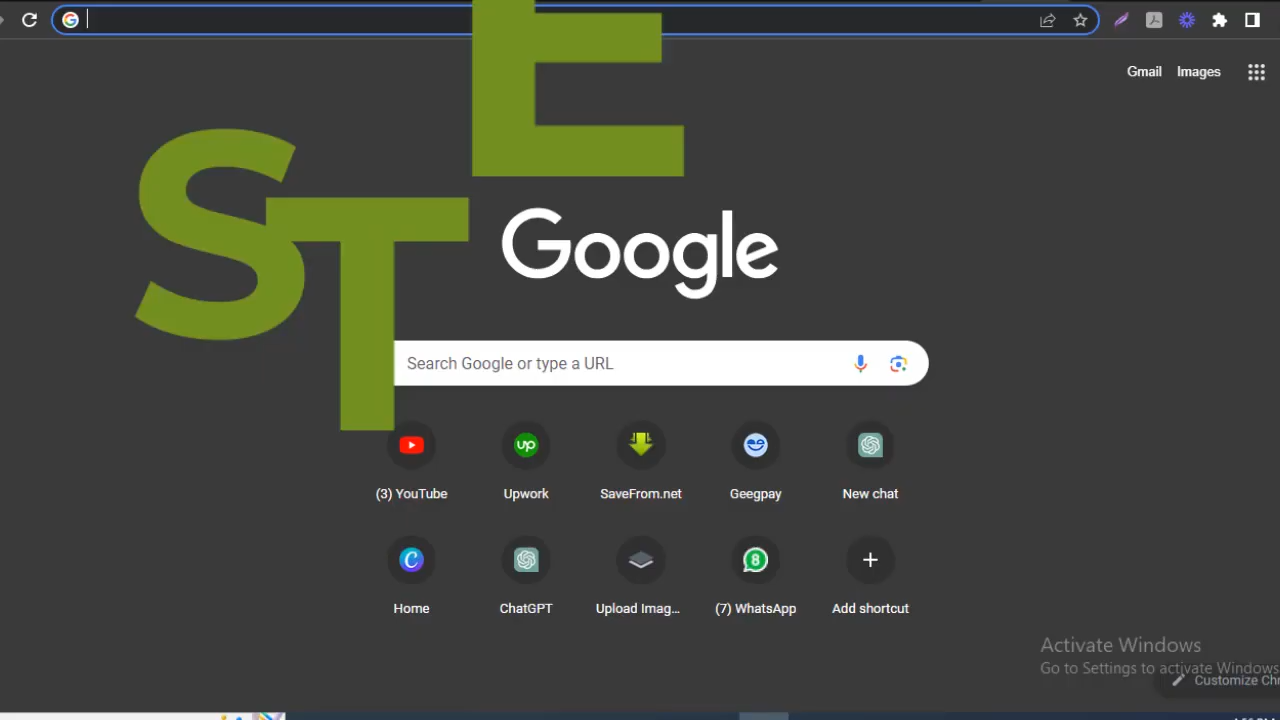 Gmail Images
STE
Google
Search Google or type a URL
(3) YouTube
Upwork
SaveFrom.net
Geegpay
New chat
Home
ChatGPT
Upload Imag...
(7) WhatsApp
Add shortcut
Activate Windows
Go to Settings to activate Windows
Customize Chr